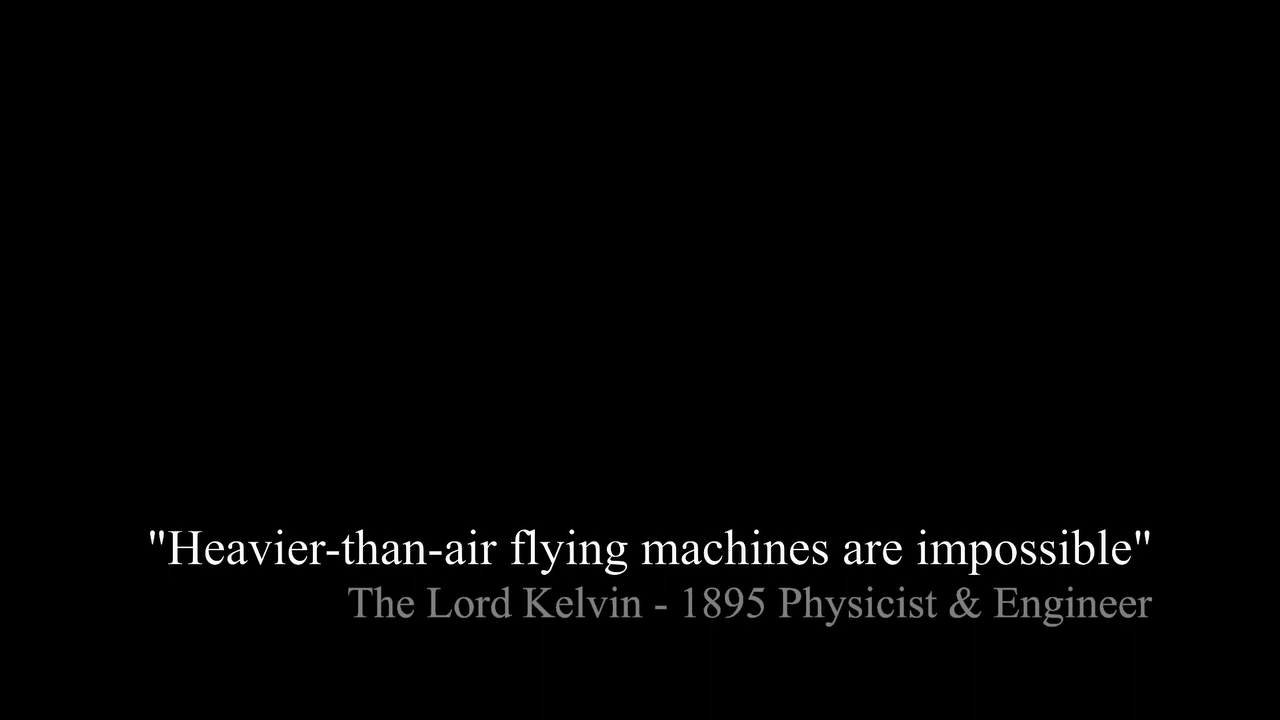 "Heavier-than-air flying machines are impossible"
The Lord Kelvin - 1895 Physicist & Engineer